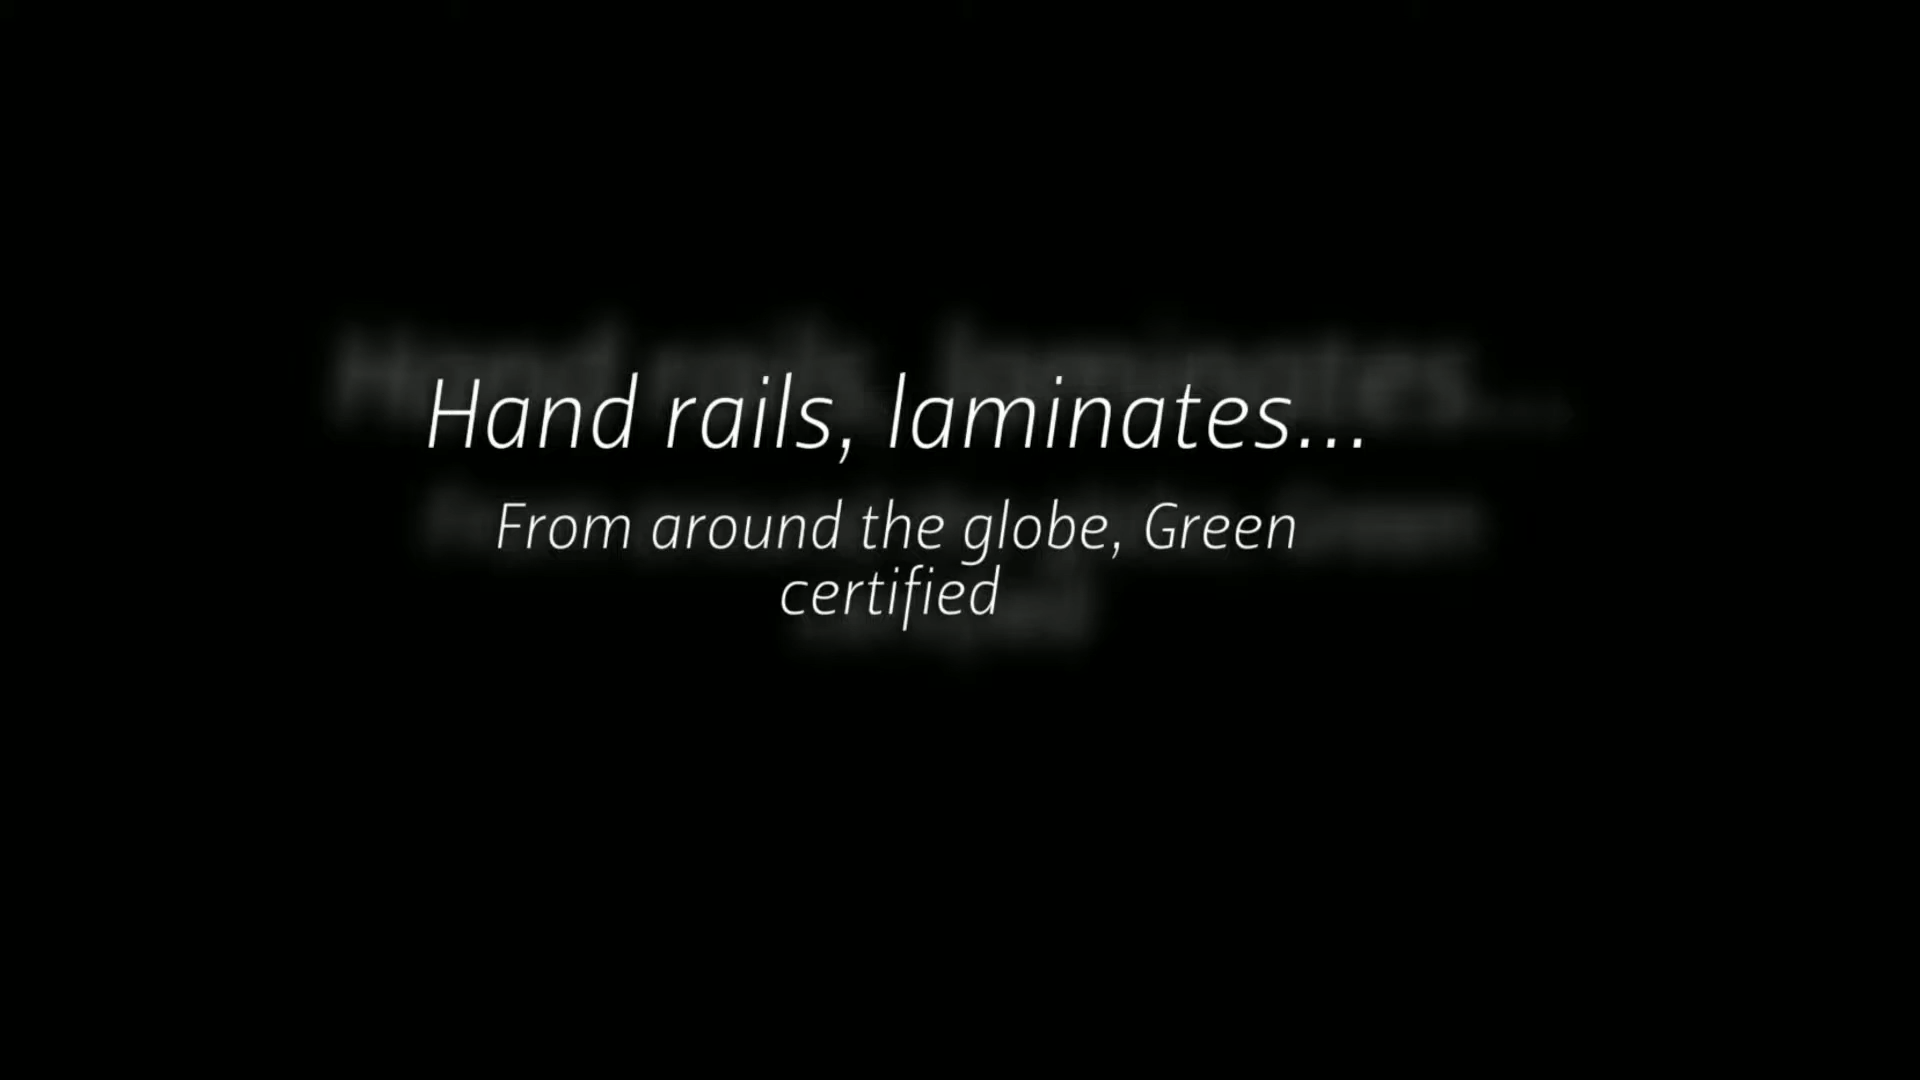 Hand rails, laminates...
From around the globe, Green
certified